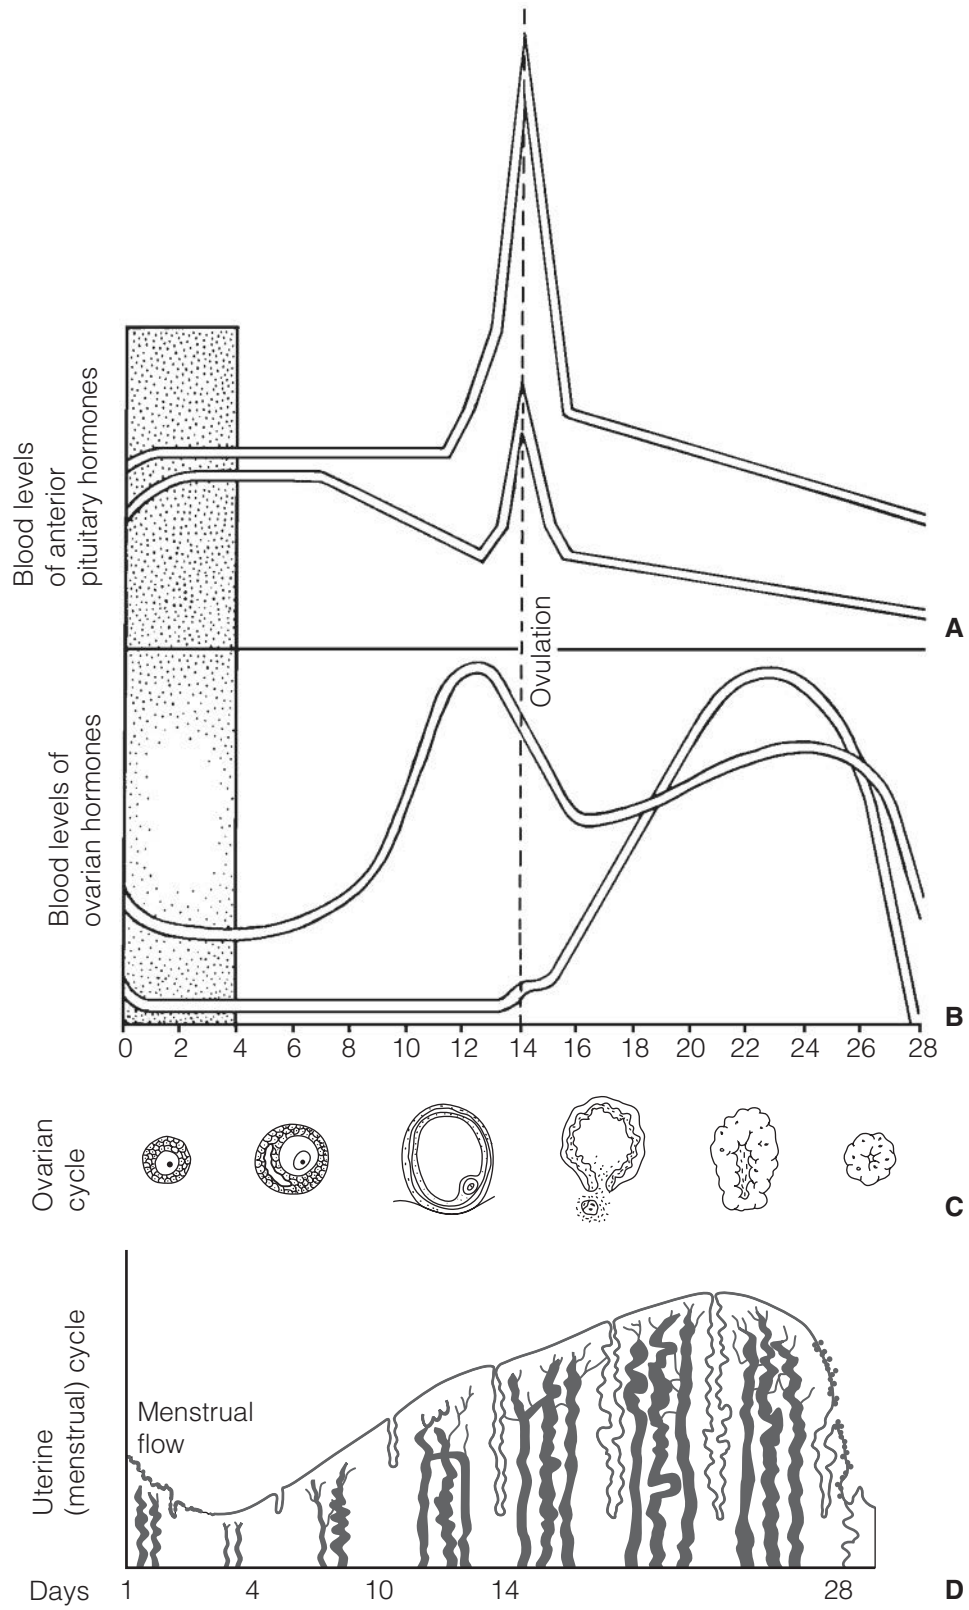 Blood levels
of anterior
pituitary hormones
A
Ovulation
Blood levels of
ovarian hormones
B
0 2 4 6 8 10 12 14 16 18 20 22 24 26 28
Ovarian
cycle
C
Uterine
(menstrual) cycle
Menstrual
flow
Days 1 4 10 14 28 D